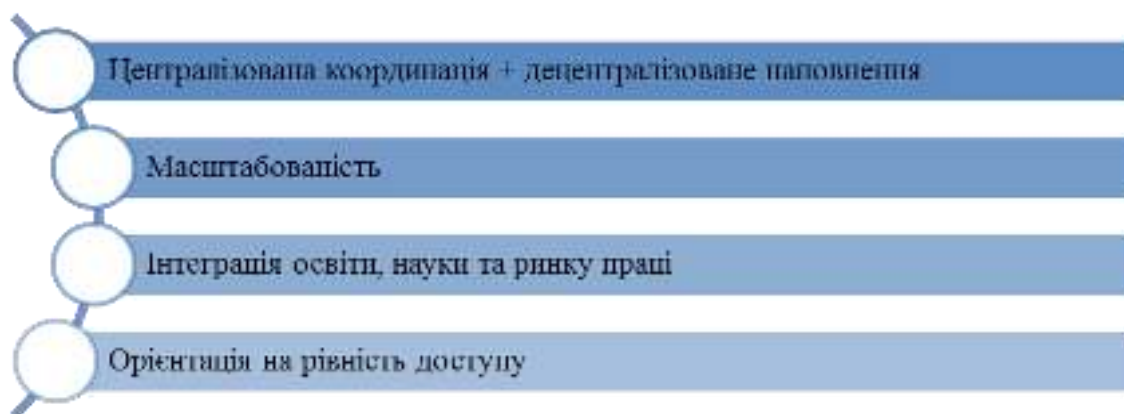 Централізована координація + децентралізоване наповнення
Масштабованість
Інтеграція освіти, науки та ринку праці
Орієнтація на рівність доступу